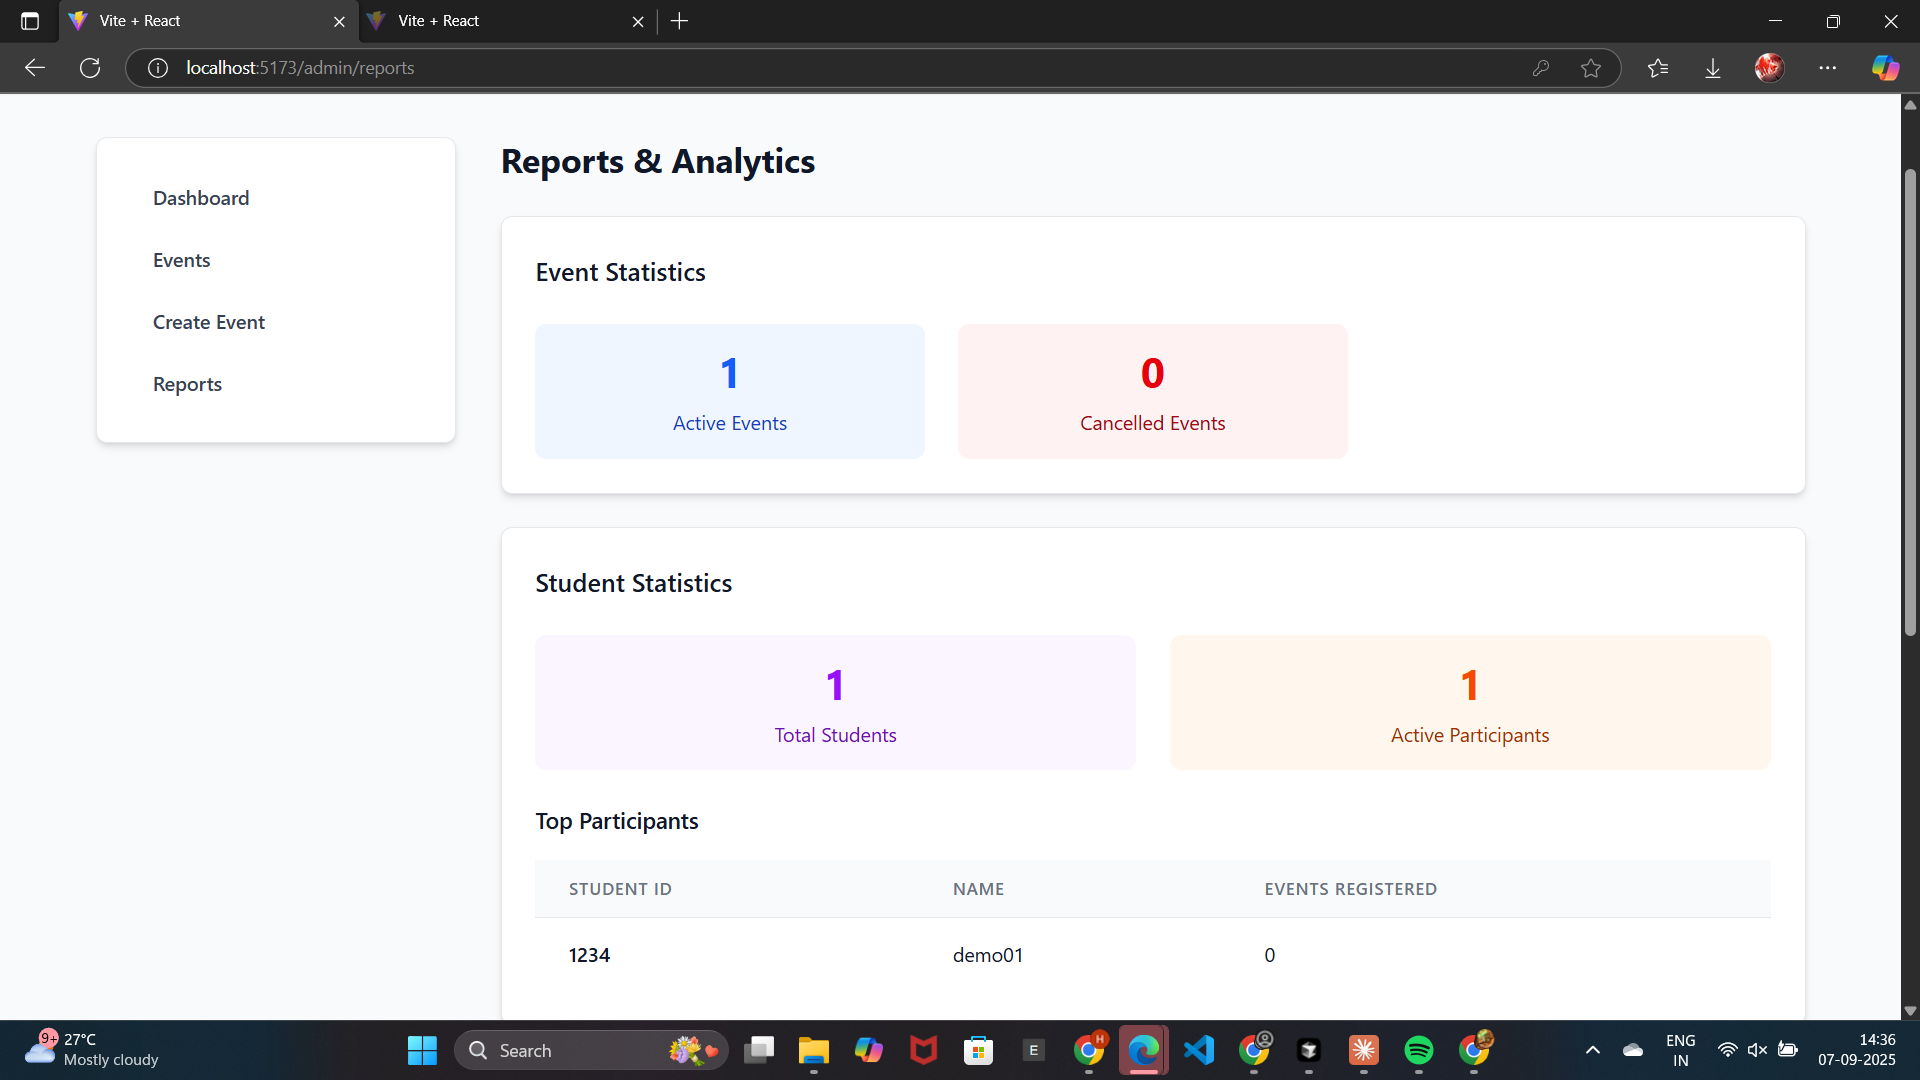 Vite + React
Vite + React
localhost:5173/admin/reports
Dashboard
Events
Create Event
Reports
Reports & Analytics
Event Statistics
1
Active Events
0
Cancelled Events
Student Statistics
1
Total Students
1
Active Participants
Top Participants
STUDENT ID NAME EVENTS REGISTERED
1234 demo01 0
9+
27°C
Mostly cloudy
Search
E
H
ENG
IN
14:36
07-09-2025